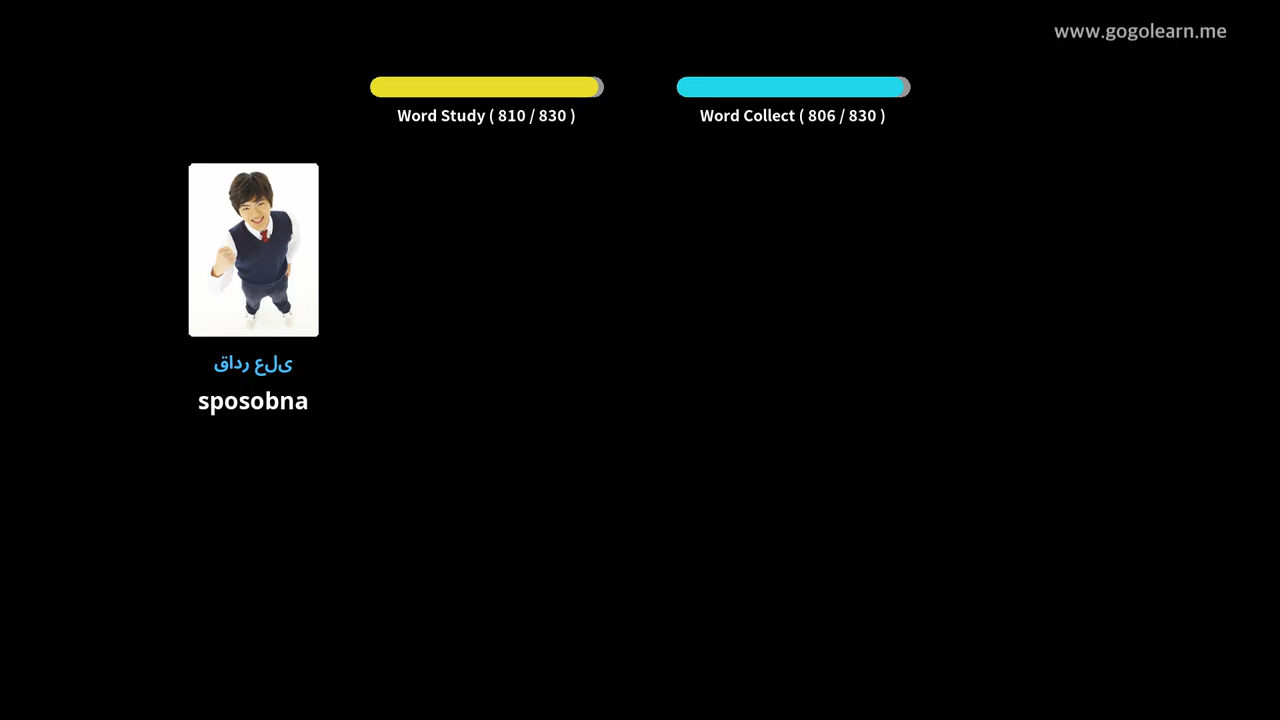 www.gogolearn.me
Word Study ( 810 / 830 )
Word Collect ( 806 / 830 )
قادر على
sposobna